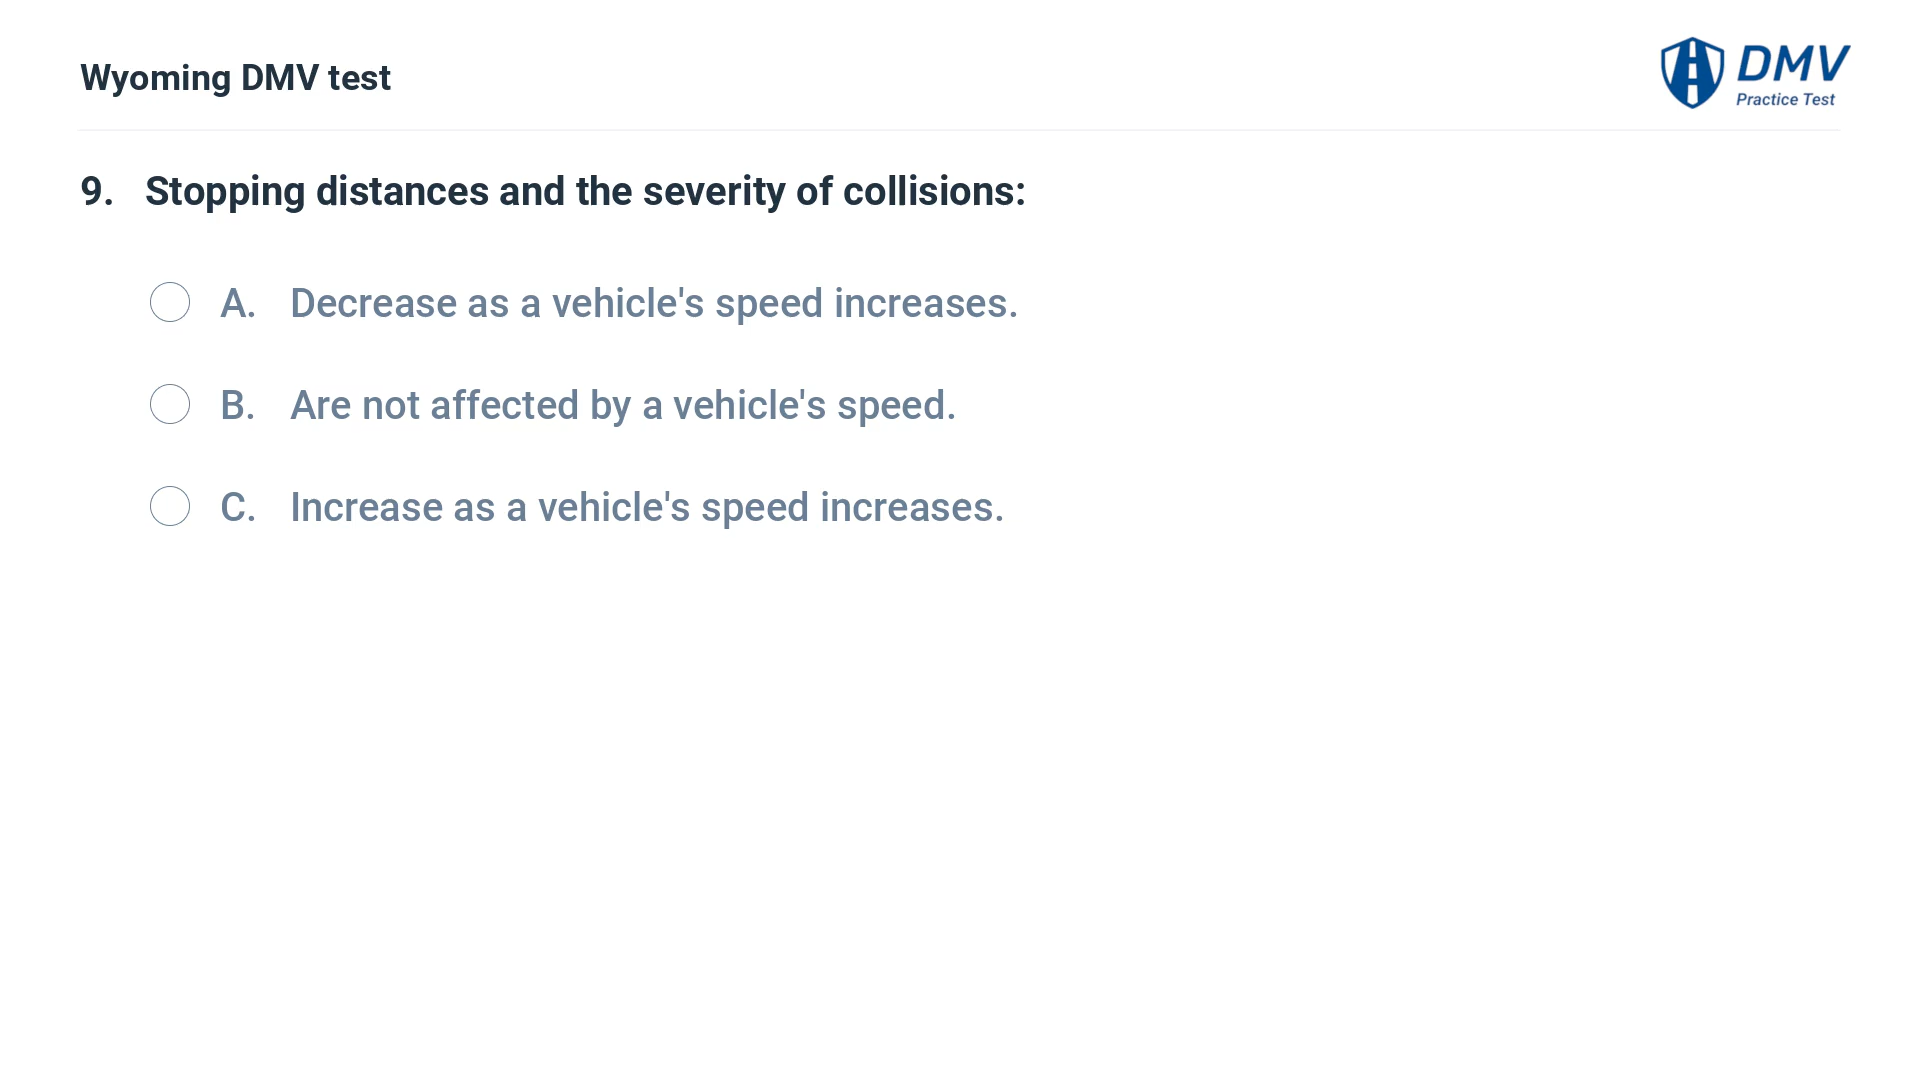 Wyoming DMV test
DMV
Practice Test
9. Stopping distances and the severity of collisions:
A. Decrease as a vehicle's speed increases.
B. Are not affected by a vehicle's speed.
C. Increase as a vehicle's speed increases.